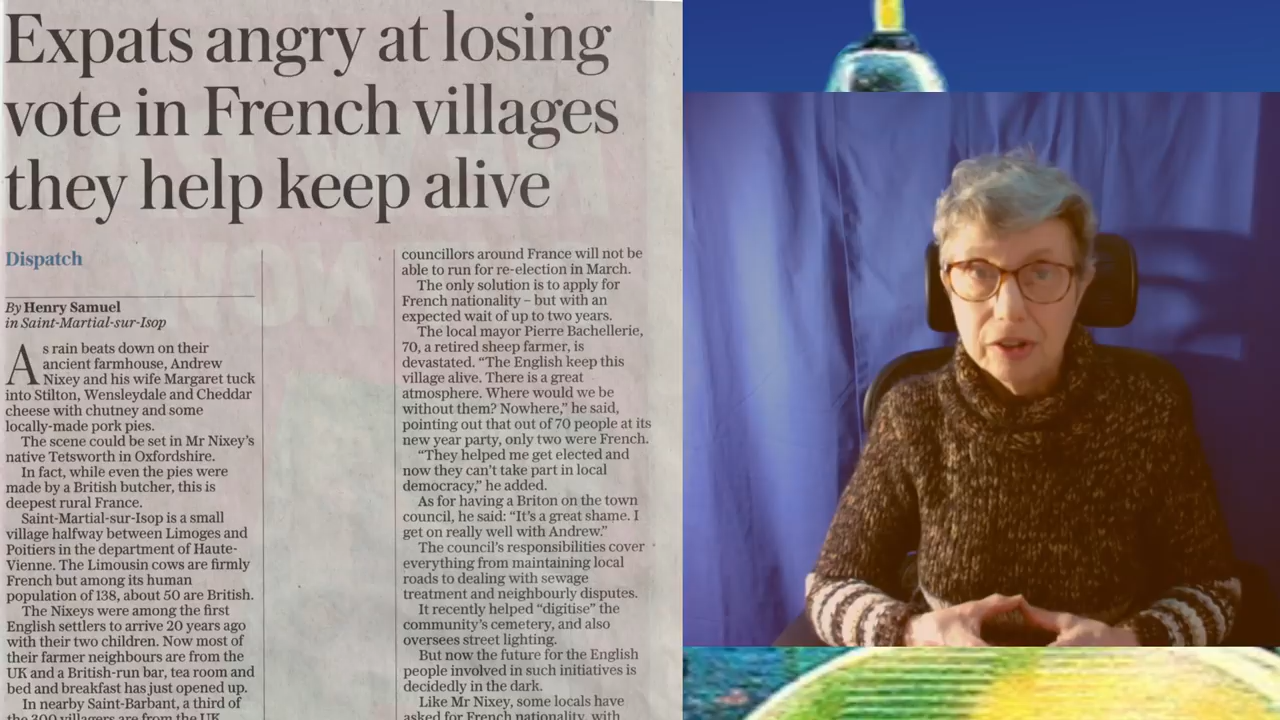 Expats angry at losing
vote in French villages
they help keep alive
Dispatch
By Henry Samuel
in Saint-Martial-sur-Isop
As rain beats down on their
ancient farmhouse, Andrew
Nixey and his wife Margaret tuck
into Stilton, Wensleydale and Cheddar
cheese with chutney and some
locally-made pork pies.
The scene could be set in Mr Nixey's
native Tetsworth in Oxfordshire.
In fact, while even the pies were
made by a British butcher, this is
deepest rural France.
Saint-Martial-sur-Isop is a small
village halfway between Limoges and
Poitiers in the department of Haute-
Vienne. The Limousin cows are firmly
French but among its human
population of 138, about 50 are British.
The Nixeys were among the first
English settlers to arrive 20 years ago
with their two children. Now most of
their farmer neighbours are from the
UK and a British-run bar, tea room and
bed and breakfast has just opened up.
In nearby Saint-Barbant, a third of
the 300 villagers are from the UK
councillors around France will not be
able to run for re-election in March.
The only solution is to apply for
French nationality – but with an
expected wait of up to two years.
The local mayor Pierre Bachellerie,
70, a retired sheep farmer, is
devastated. “The English keep this
village alive. There is a great
atmosphere. Where would we be
without them? Nowhere,” he said,
pointing out that out of 70 people at its
new year party, only two were French.
“They helped me get elected and
now they can't take part in local
democracy,” he added.
As for having a Briton on the town
council, he said: “It's a great shame. I
get on really well with Andrew.”
The council's responsibilities cover
everything from maintaining local
roads to dealing with sewage
treatment and neighbourly disputes.
It recently helped “digitise” the
community's cemetery, and also
oversees street lighting.
But now the future for the English
people involved in such initiatives is
decidedly in the dark.
Like Mr Nixey, some locals have
asked for French nationality, with